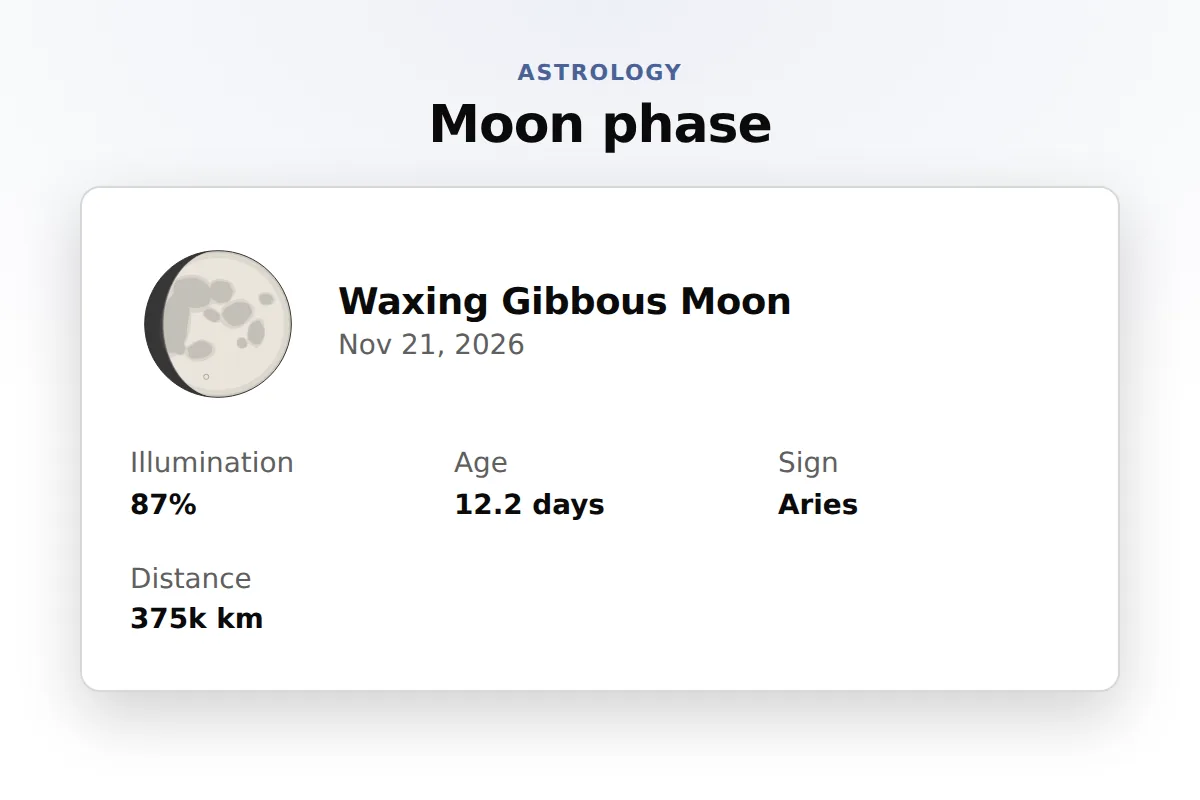 ASTROLOGY
Moon phase
Waxing Gibbous Moon
Nov 21, 2026
Illumination
87%
Age
12.2 days
Sign
Aries
Distance
375k km